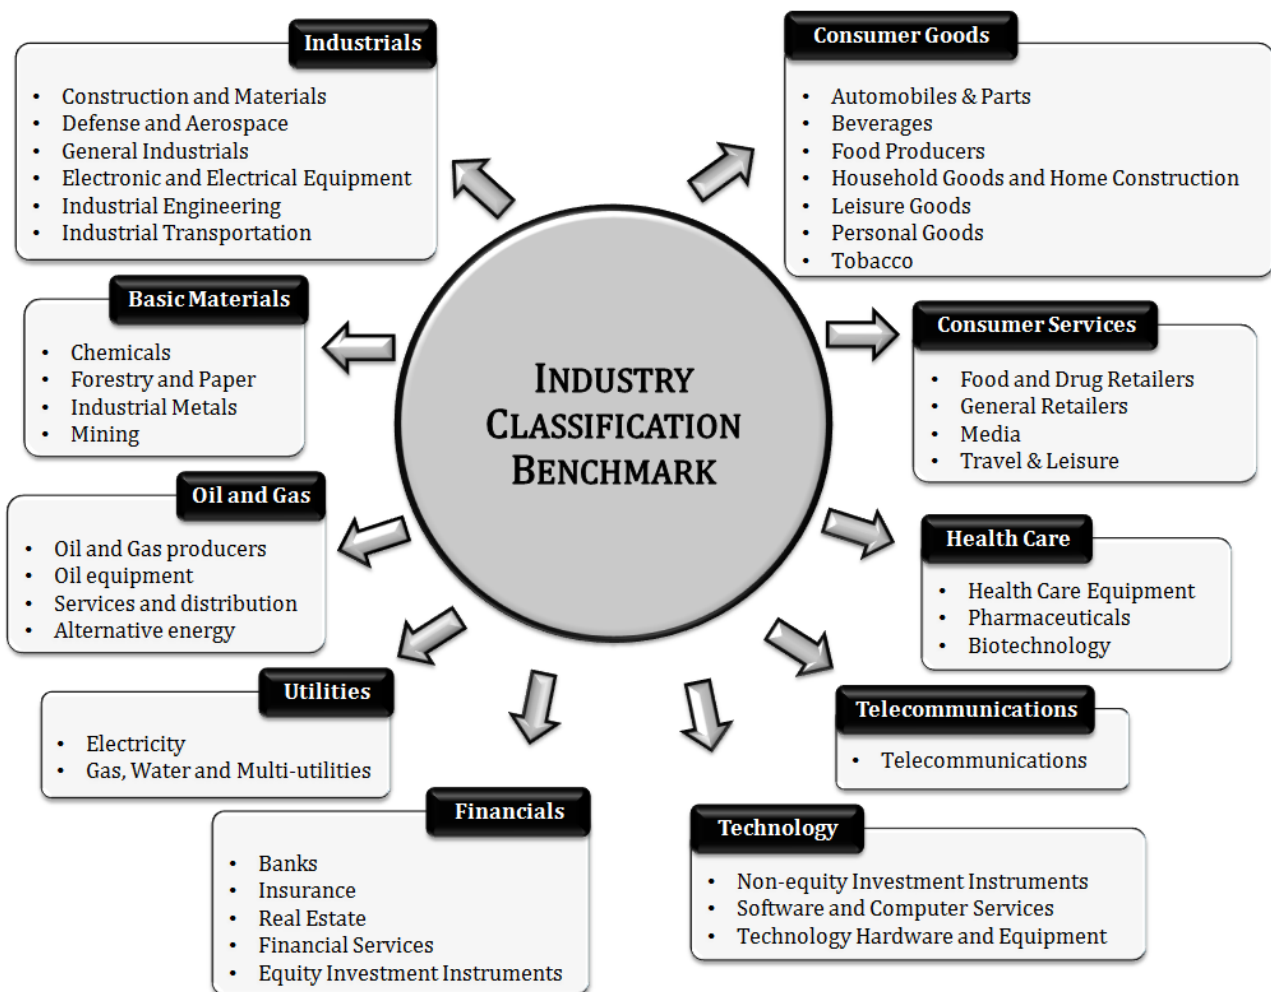 Industrials
• Construction and Materials
• Defense and Aerospace
• General Industrials
• Electronic and Electrical Equipment
• Industrial Engineering
• Industrial Transportation
Consumer Goods
• Automobiles & Parts
• Beverages
• Food Producers
• Household Goods and Home Construction
• Leisure Goods
• Personal Goods
• Tobacco
Basic Materials
• Chemicals
• Forestry and Paper
• Industrial Metals
• Mining
INDUSTRY
CLASSIFICATION
BENCHMARK
Consumer Services
• Food and Drug Retailers
• General Retailers
• Media
• Travel & Leisure
Oil and Gas
• Oil and Gas producers
• Oil equipment
• Services and distribution
• Alternative energy
Health Care
• Health Care Equipment
• Pharmaceuticals
• Biotechnology
Utilities
• Electricity
• Gas, Water and Multi-utilities
Telecommunications
• Telecommunications
Financials
• Banks
• Insurance
• Real Estate
• Financial Services
• Equity Investment Instruments
Technology
• Non-equity Investment Instruments
• Software and Computer Services
• Technology Hardware and Equipment